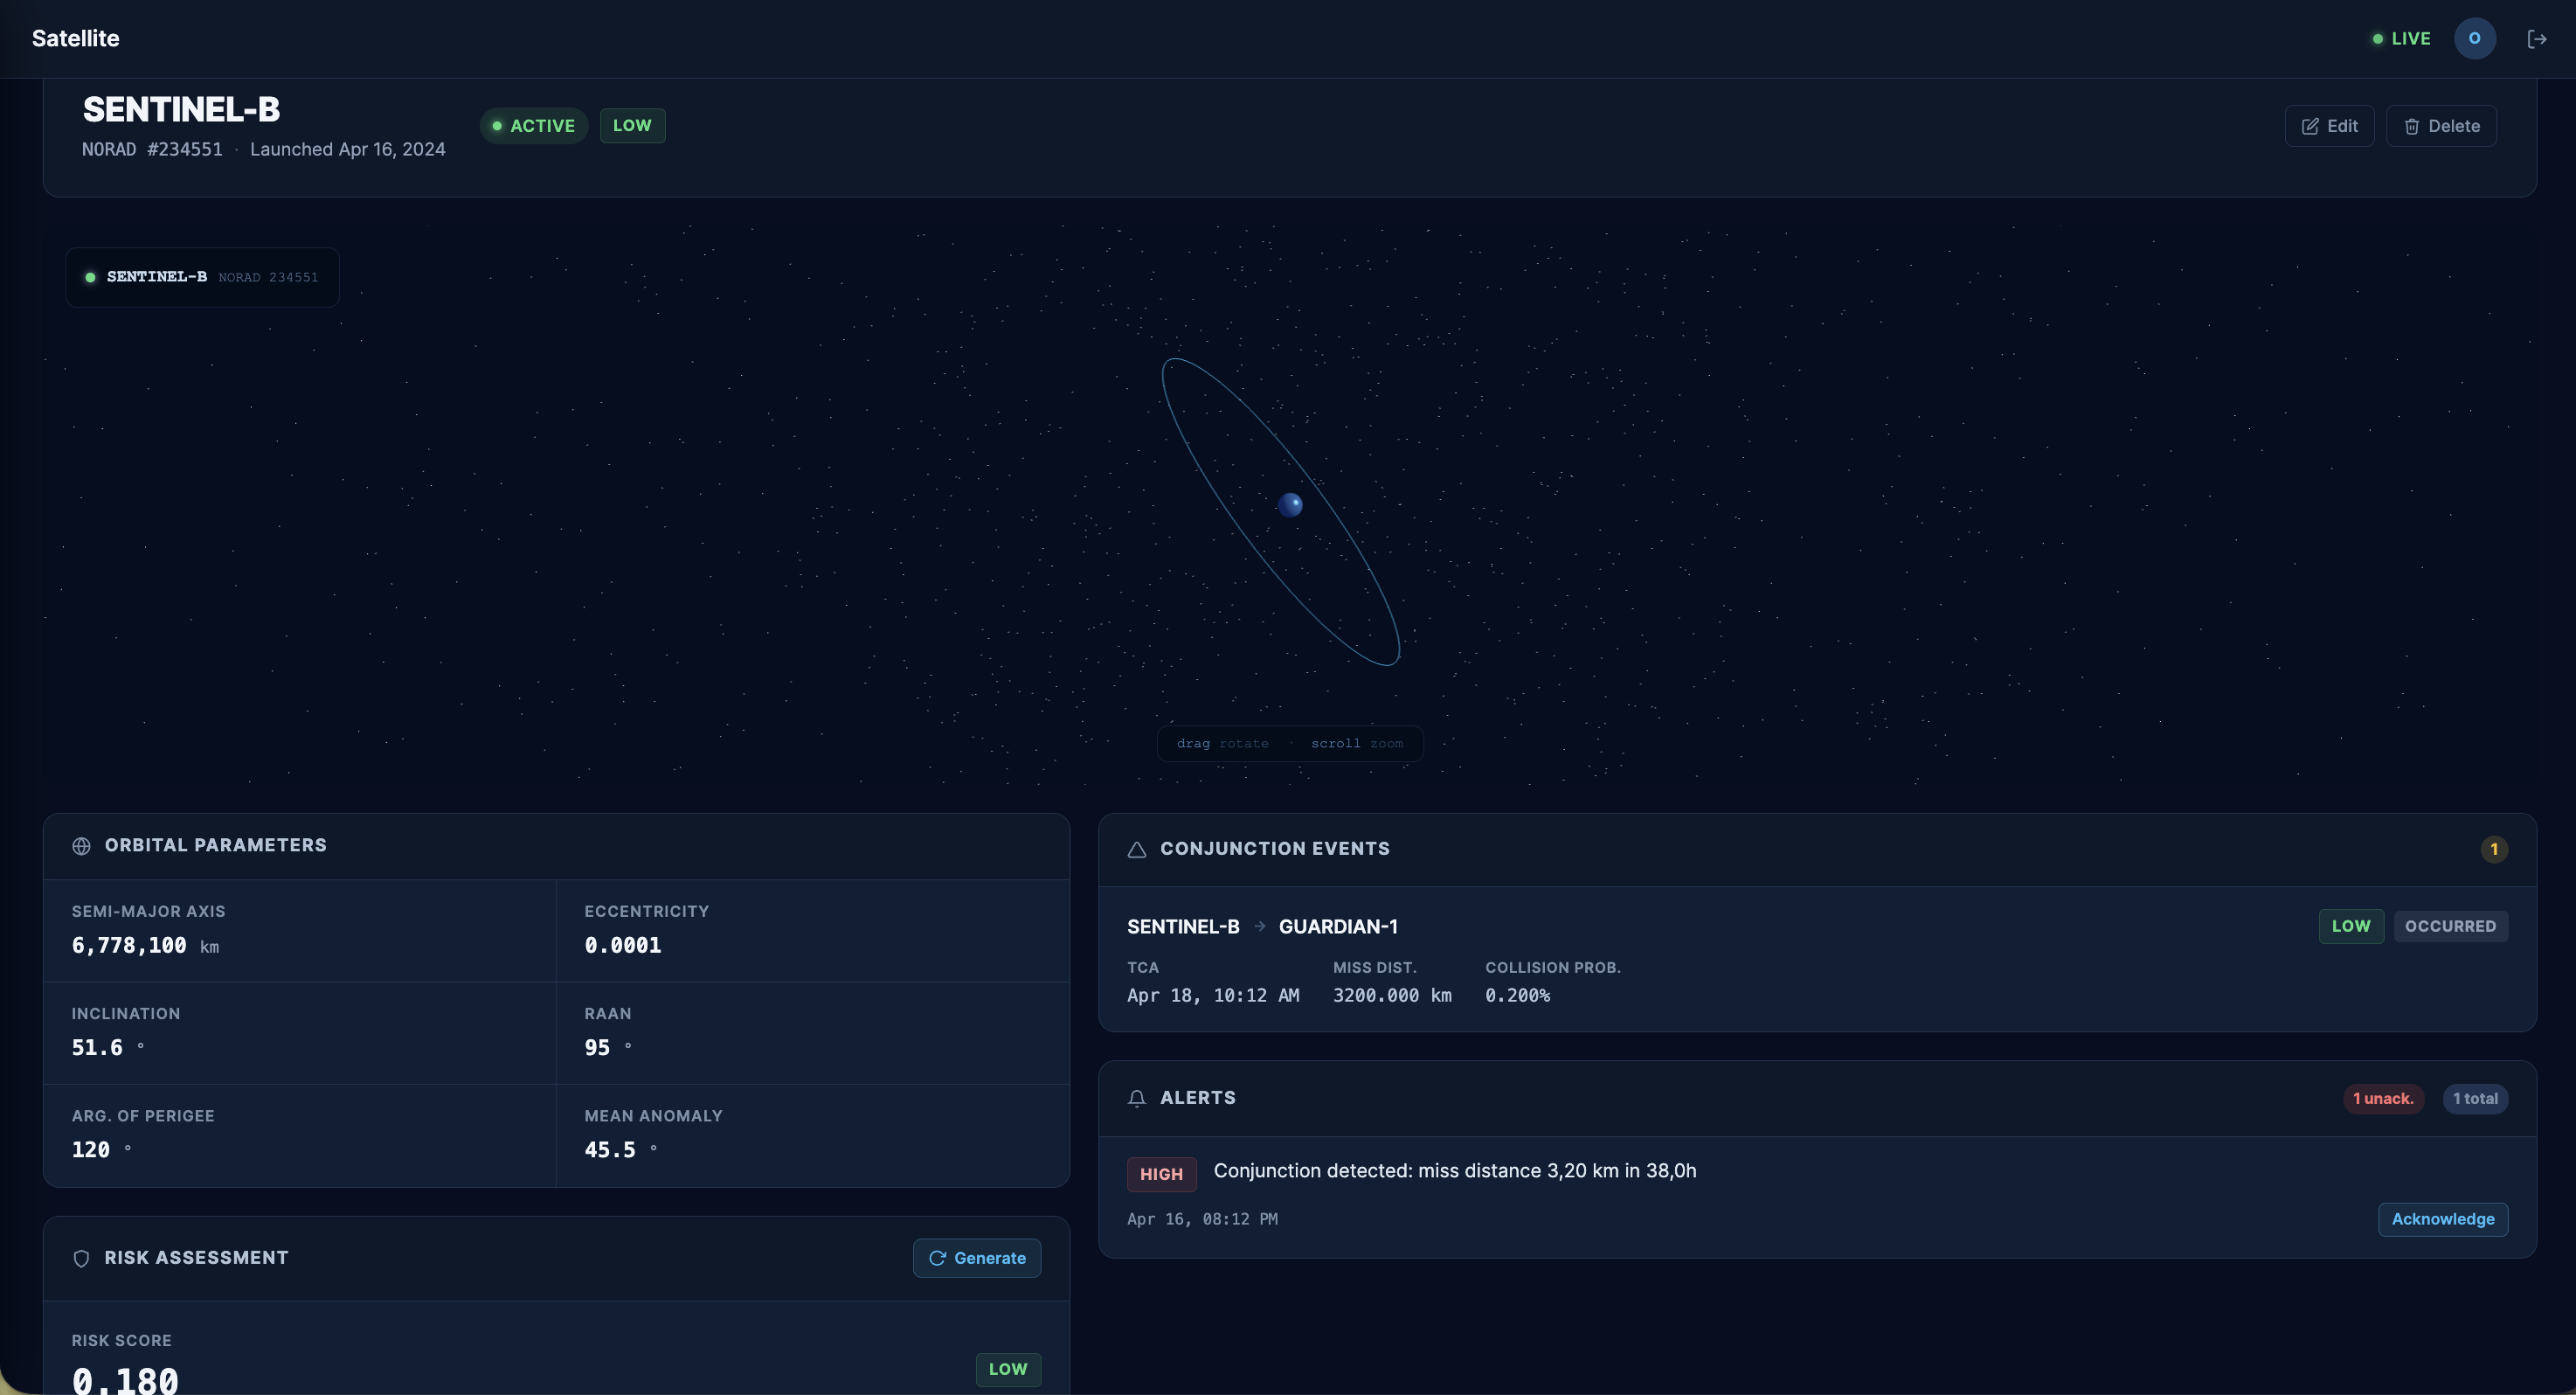 Satellite
LIVE
O
SENTINEL-B
ACTIVE
LOW
NORAD #234551 · Launched Apr 16, 2024
Edit
Delete
SENTINEL-B NORAD 234551
drag rotate · scroll zoom
ORBITAL PARAMETERS
SEMI-MAJOR AXIS
6,778,100 km
ECCENTRICITY
0.0001
INCLINATION
51.6 °
RAAN
95 °
ARG. OF PERIGEE
120 °
MEAN ANOMALY
45.5 °
RISK ASSESSMENT
Generate
RISK SCORE
0.180
LOW
CONJUNCTION EVENTS
1
SENTINEL-B → GUARDIAN-1
LOW
OCCURRED
TCA
Apr 18, 10:12 AM
MISS DIST.
3200.000 km
COLLISION PROB.
0.200%
ALERTS
1 unack.
1 total
HIGH
Conjunction detected: miss distance 3,20 km in 38,0h
Apr 16, 08:12 PM
Acknowledge